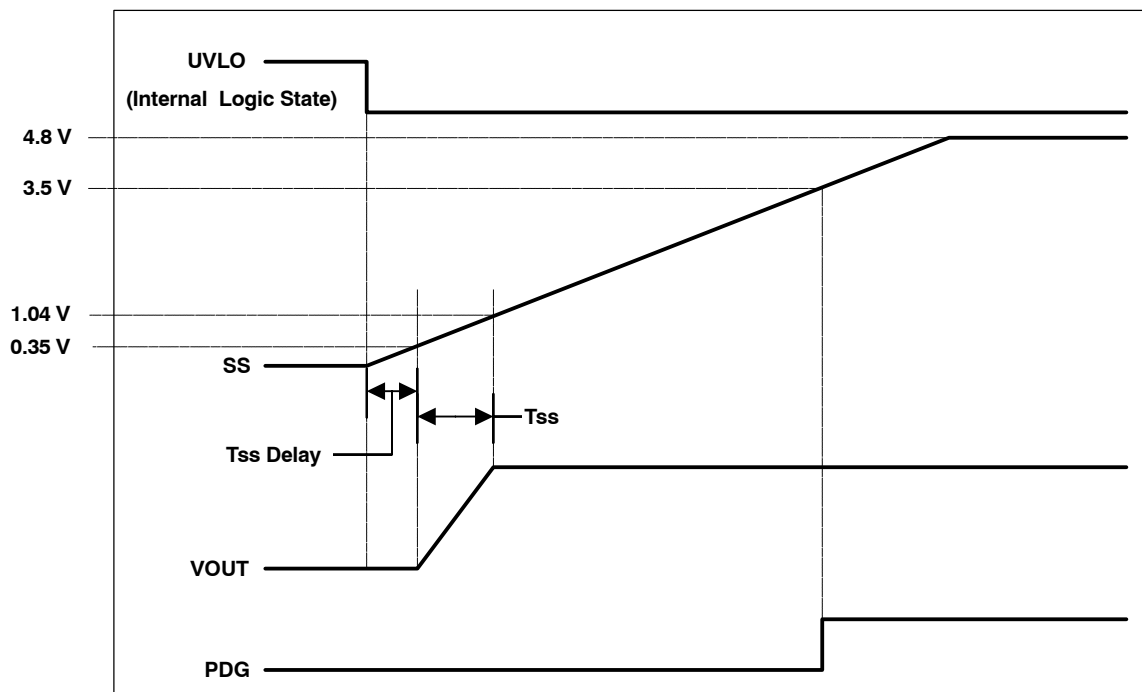 UVLO
(Internal Logic State)
4.8 V
3.5 V
1.04 V
0.35 V
SS
Tss
Tss Delay
VOUT
PDG